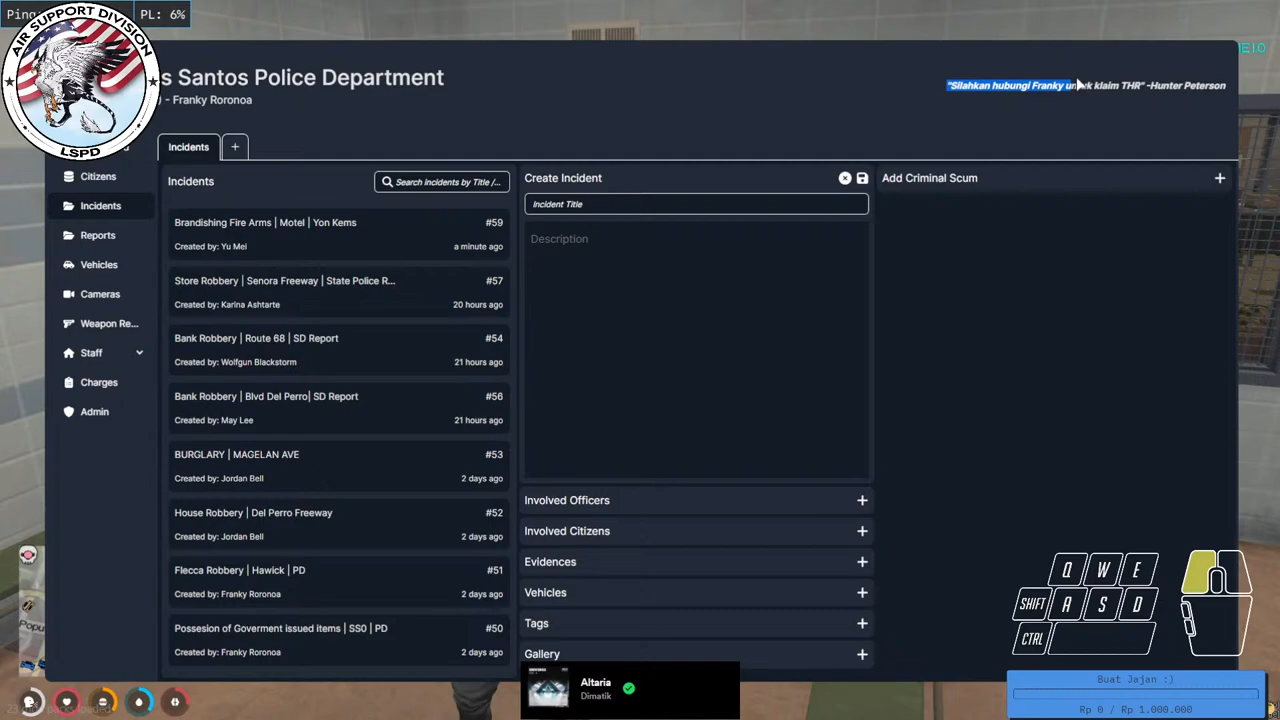 Ping
PL: 6%
AIR SUPPORT DIVISION
LSPD
s Santos Police Department
- Franky Roronoa
"Silahkan hubungi Franky untuk klaim THR" -Hunter Peterson
Citizens
Incidents
Reports
Vehicles
Cameras
Weapon Re...
Staff
Charges
Admin
Incidents
+
Incidents
Search incidents by Title /...
Brandishing Fire Arms | Motel | Yon Kems
#59
Created by: Yu Mei
a minute ago
Store Robbery | Senora Freeway | State Police R...
#57
Created by: Karina Ashtarte
20 hours ago
Bank Robbery | Route 68 | SD Report
#54
Created by: Wolfgun Blackstorm
21 hours ago
Bank Robbery | Blvd Del Perro| SD Report
#56
Created by: May Lee
21 hours ago
BURGLARY | MAGELAN AVE
#53
Created by: Jordan Bell
2 days ago
House Robbery | Del Perro Freeway
#52
Created by: Jordan Bell
2 days ago
Flecca Robbery | Hawick | PD
#51
Created by: Franky Roronoa
2 days ago
Possesion of Goverment issued items | SS0 | PD
#50
Created by: Franky Roronoa
2 days ago
Create Incident
Incident Title
Description
Involved Officers
+
Involved Citizens
+
Evidences
+
Vehicles
+
Tags
+
Gallery
+
Add Criminal Scum
+
Q W E
SHIFT A S D
CTRL
Altaria
Dimatik
Buat Jajan :)
Rp 0 / Rp 1.000.000
Popu